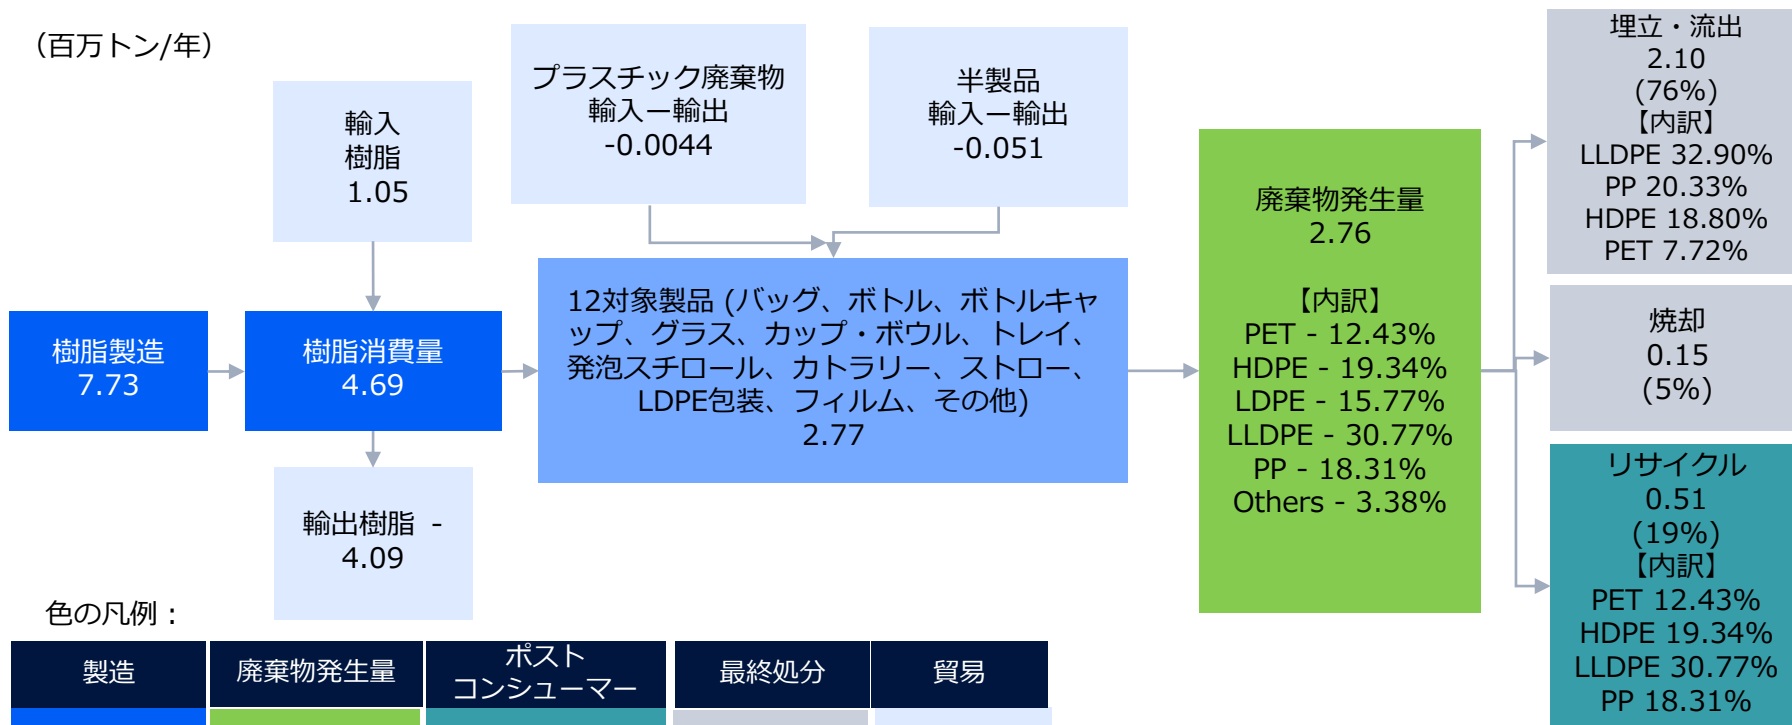 （百万トン/年）
輸入
樹脂
1.05
プラスチック廃棄物
輸入ー輸出
-0.0044
半製品
輸入ー輸出
-0.051
樹脂製造
7.73
樹脂消費量
4.69
輸出樹脂 -
4.09
12対象製品 (バッグ、ボトル、ボトルキャ
ップ、グラス、カップ・ボウル、トレイ、
発泡スチロール、カトラリー、ストロー、
LDPE包装、フィルム、その他)
2.77
廃棄物発生量
2.76
【内訳】
PET - 12.43%
HDPE - 19.34%
LDPE - 15.77%
LLDPE - 30.77%
PP - 18.31%
Others - 3.38%
埋立・流出
2.10
(76%)
【内訳】
LLDPE 32.90%
PP 20.33%
HDPE 18.80%
PET 7.72%
焼却
0.15
(5%)
リサイクル
0.51
(19%)
【内訳】
PET 12.43%
HDPE 19.34%
LLDPE 30.77%
PP 18.31%
色の凡例：
製造
廃棄物発生量
ポスト
コンシューマー
最終処分
貿易